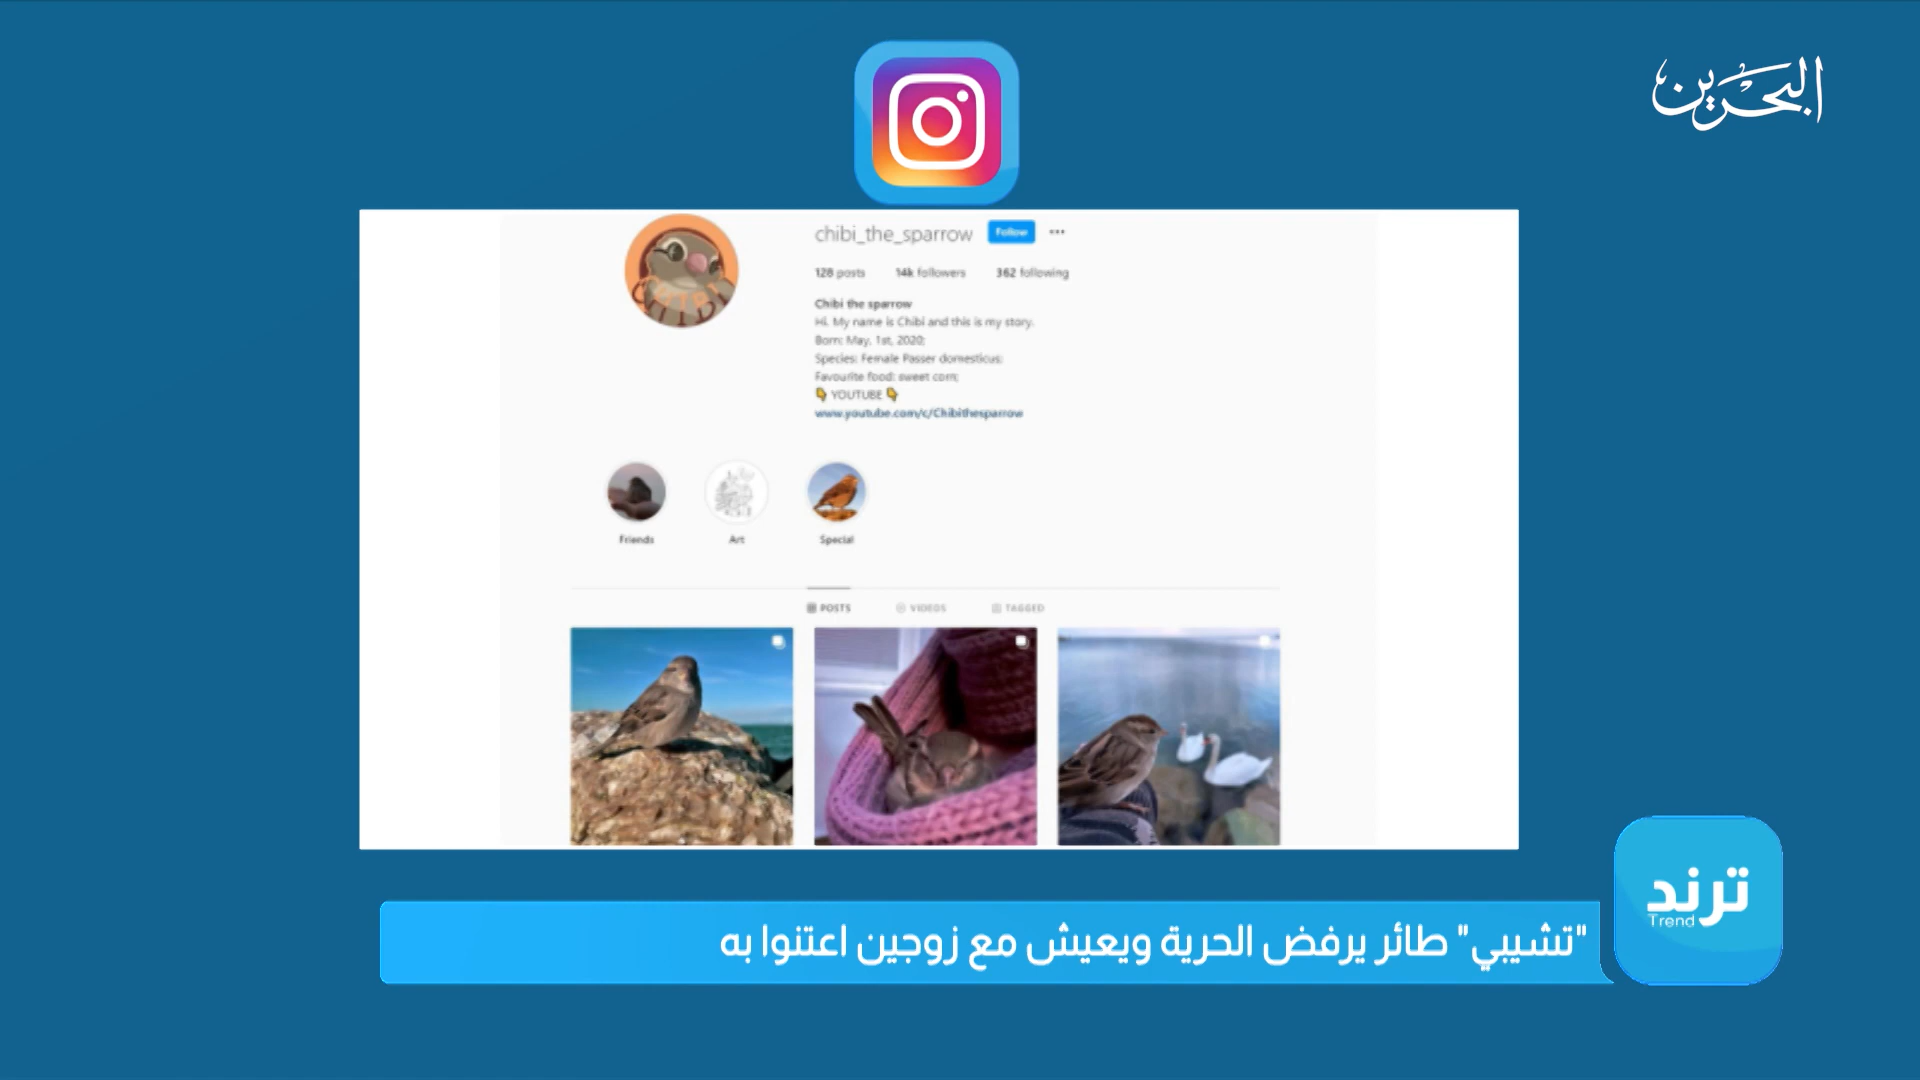 البحرين
chibi_the_sparrow Follow
128 posts 14k followers 362 following
Chibi the sparrow
Hi. My name is Chibi and this is my story.
Born: May, 1st, 2020;
Species: Female Passer domesticus;
Favourite food: sweet corn;
👇 YOUTUBE 👇
www.youtube.com/c/Chibithesparrow
CHIBI
Friends Art Special
POSTS VIDEOS TAGGED
ترند
Trend
"تشيبي" طائر يرفض الحرية ويعيش مع زوجين اعتنوا به